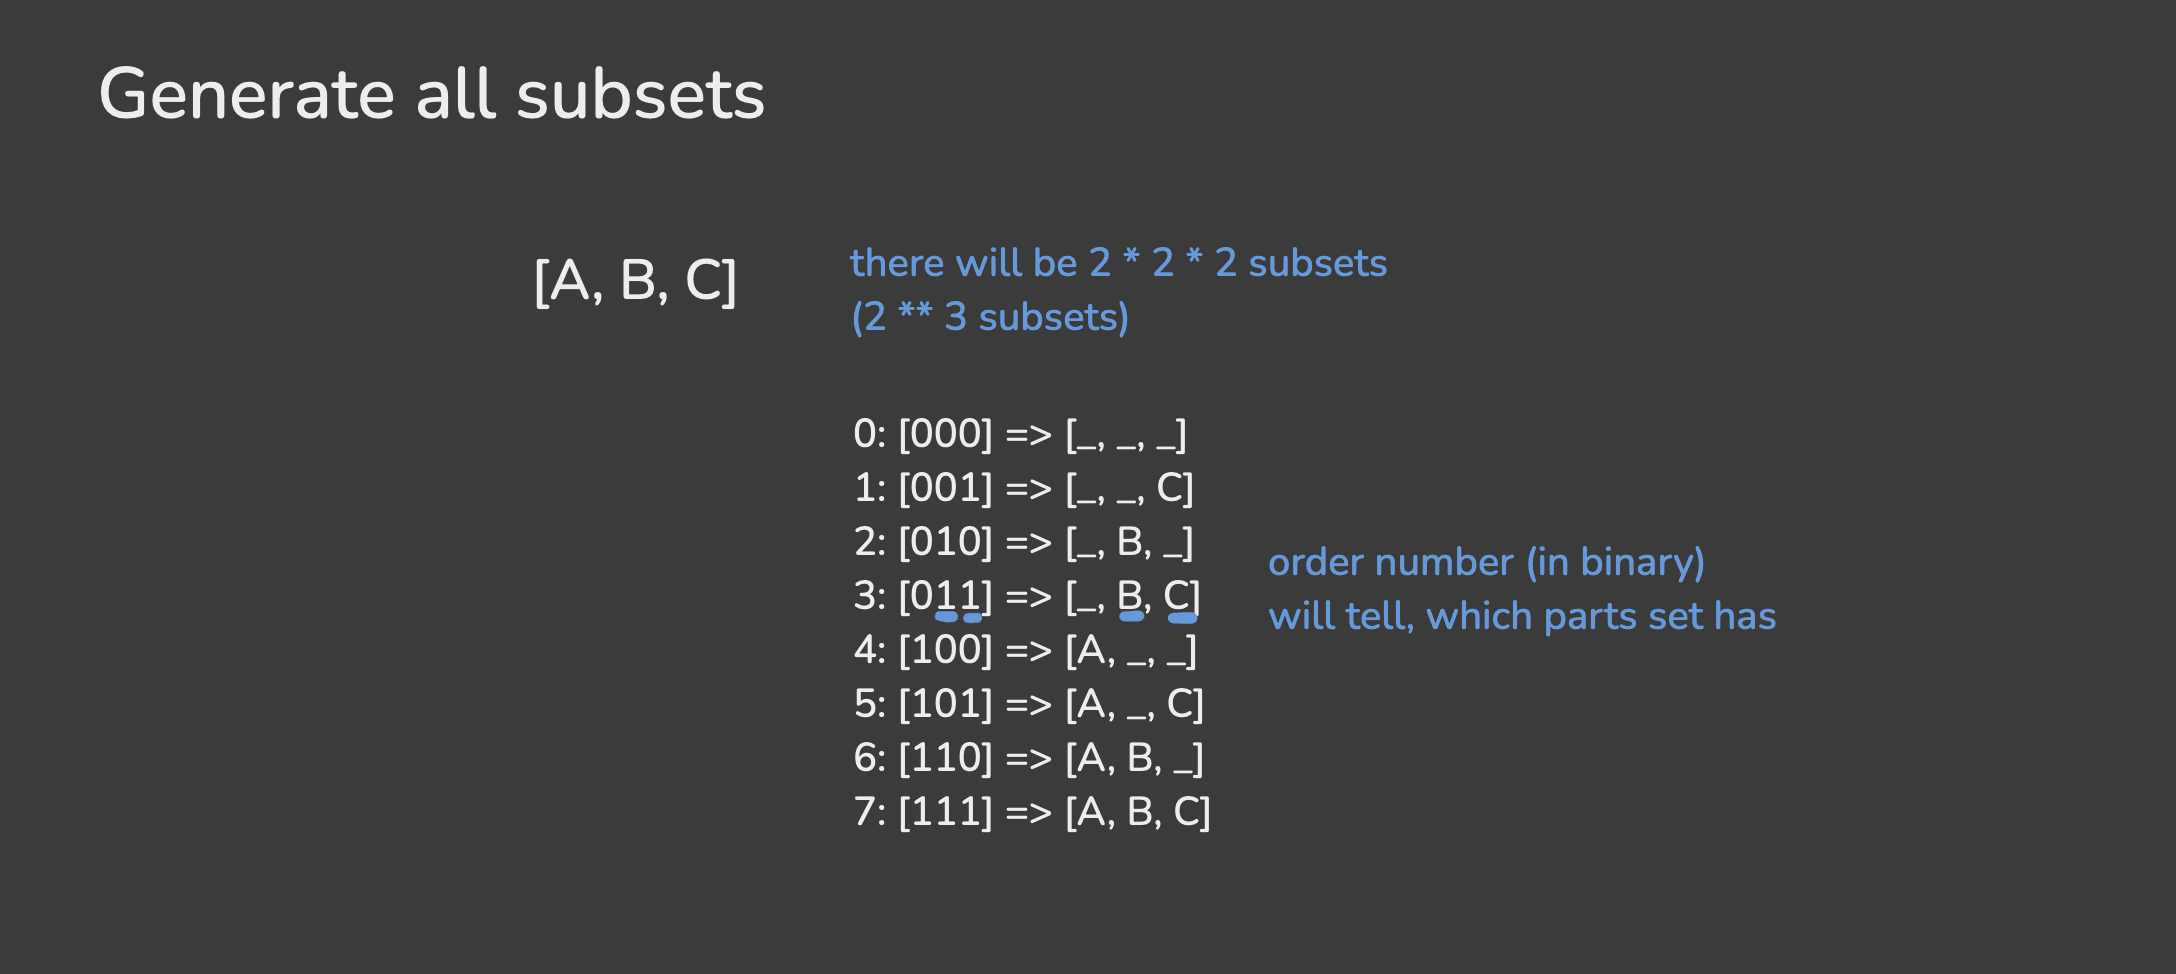 Generate all subsets
[A, B, C]
there will be 2 * 2 * 2 subsets
(2 ** 3 subsets)
0: [000] => [_, _, _]
1: [001] => [_, _, C]
2: [010] => [_, B, _]
3: [011] => [_, B, C]
4: [100] => [A, _, _]
5: [101] => [A, _, C]
6: [110] => [A, B, _]
7: [111] => [A, B, C]
order number (in binary)
will tell, which parts set has